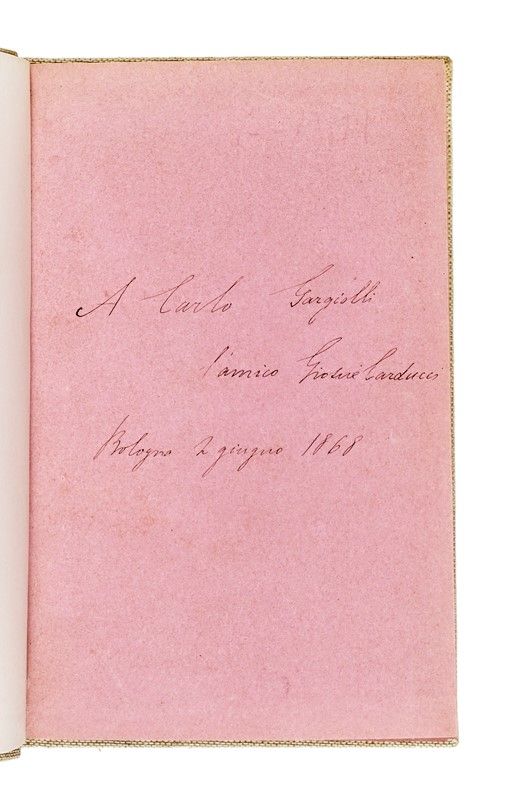 A Carlo Gargiolli
l'amico Giosuè Carducci
Bologna 2 giugno 1868